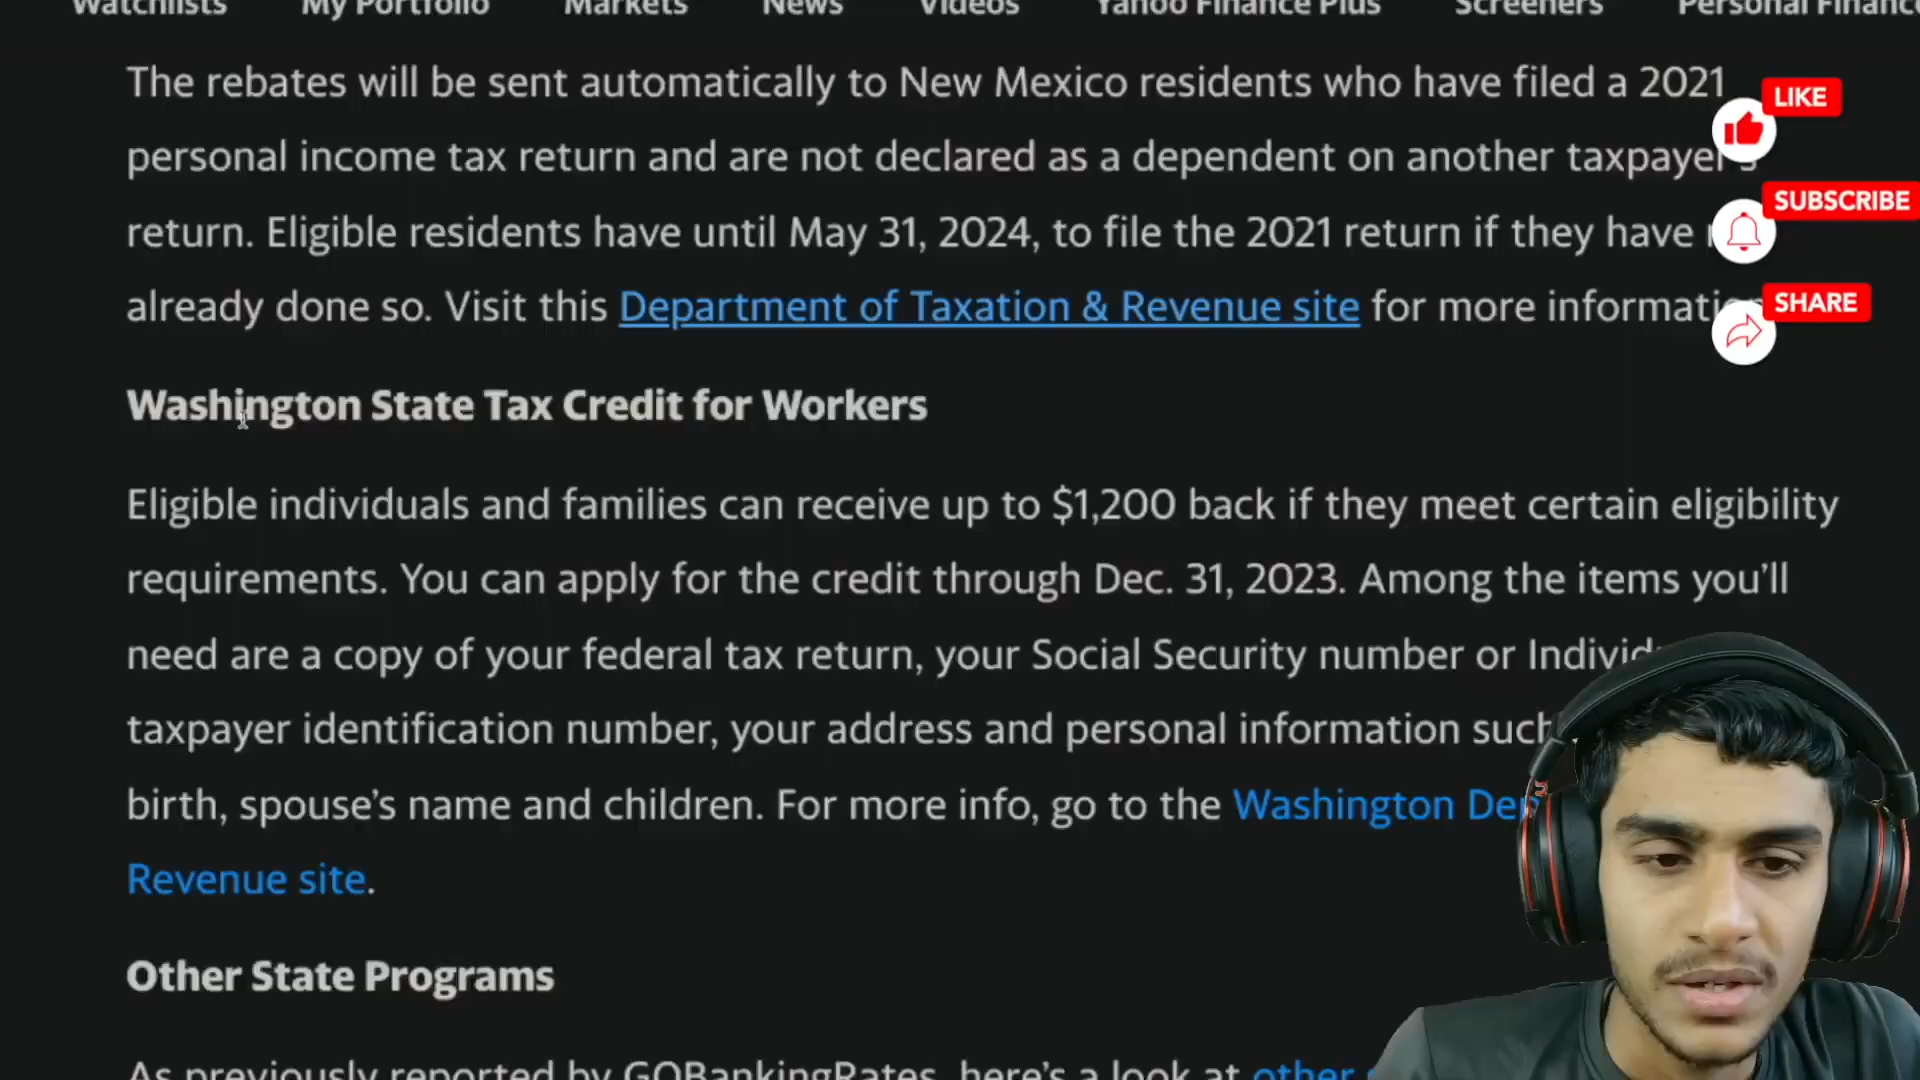 Watchlists My Portfolio Markets News Videos Yahoo Finance Plus Screeners Personal Finance
The rebates will be sent automatically to New Mexico residents who have filed a 2021
LIKE
personal income tax return and are not declared as a dependent on another taxpayer's
SUBSCRIBE
return. Eligible residents have until May 31, 2024, to file the 2021 return if they have
already done so. Visit this Department of Taxation & Revenue site for more
SHARE
Washington State Tax Credit for Workers
Eligible individuals and families can receive up to $1,200 back if they meet certain eligibility
requirements. You can apply for the credit through Dec. 31, 2023. Among the items you'll
need are a copy of your federal tax return, your Social Security number or
taxpayer identification number, your address and personal information such
birth, spouse's name and children. For more info, go to the Washington
Revenue site.
Other State Programs
As previously reported by GOBankingRates, here's a look at other